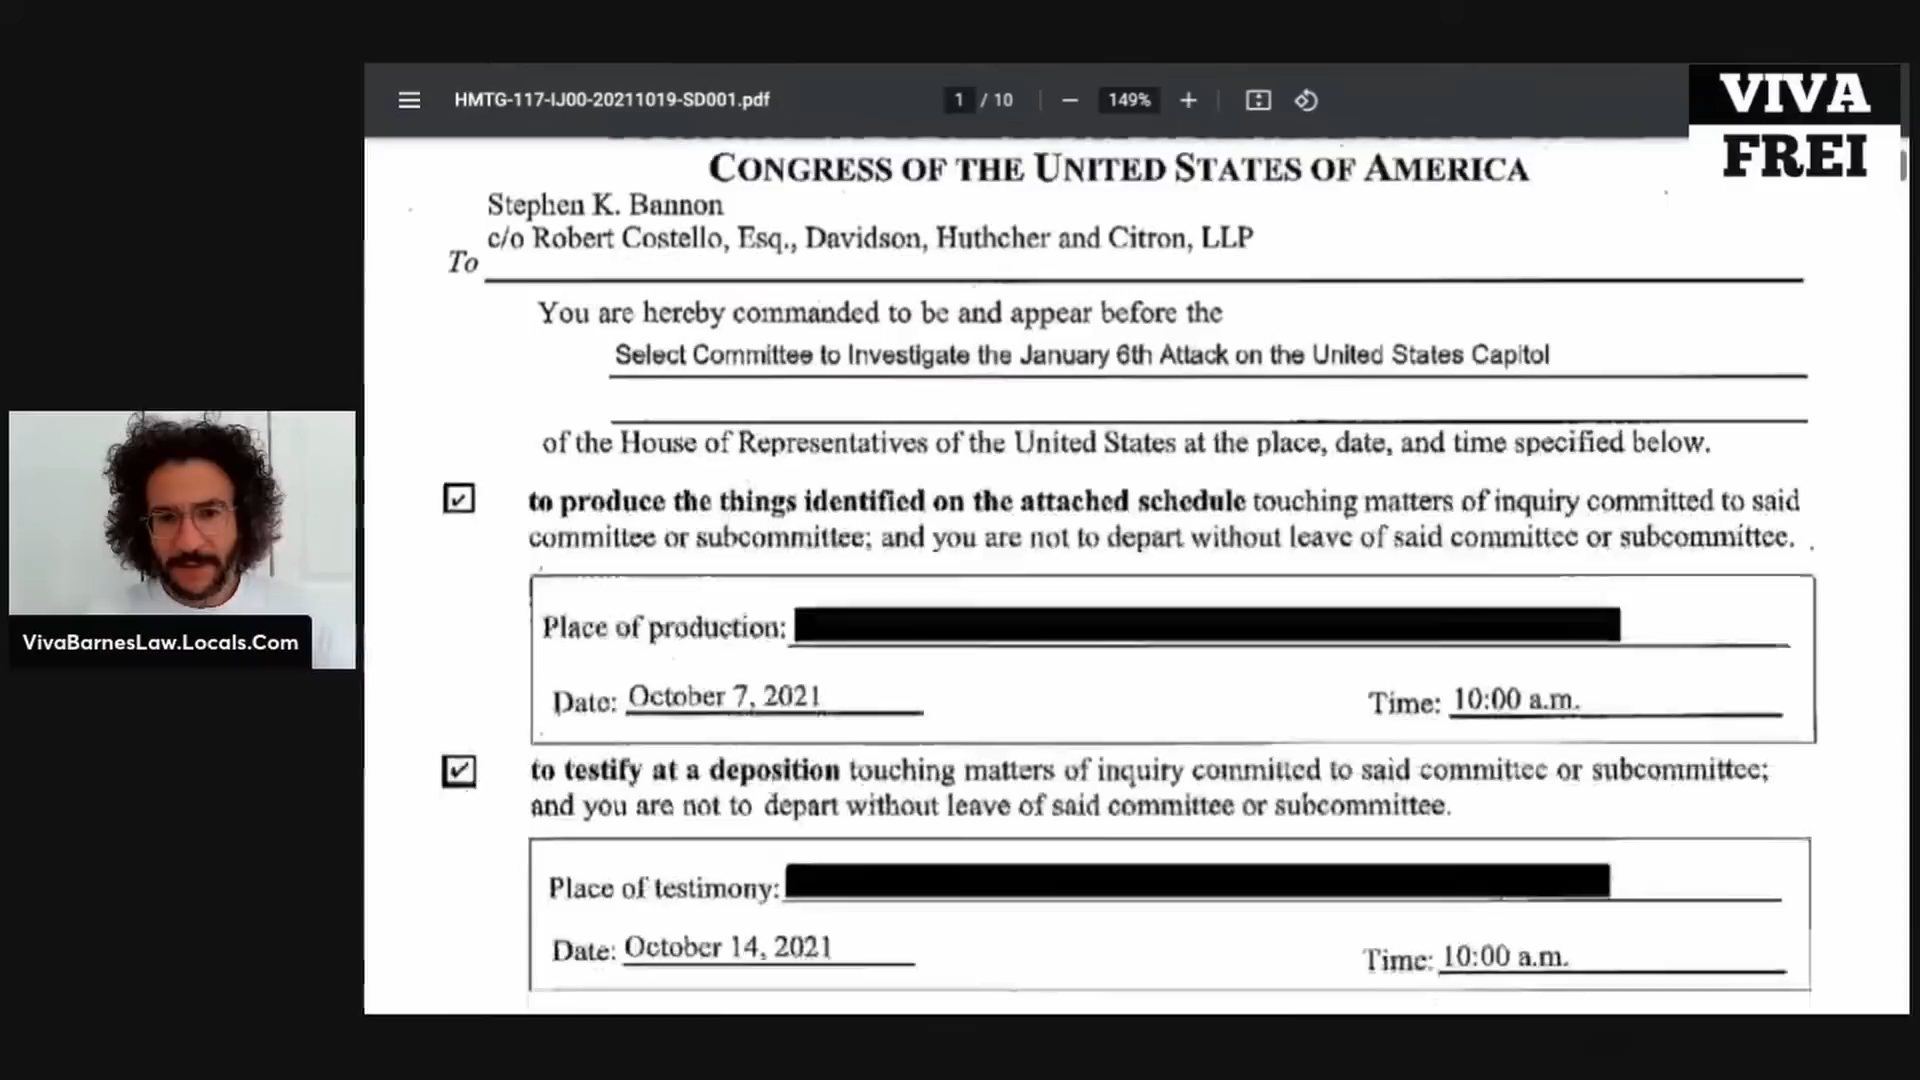 HMTG-117-IJ00-20211019-SD001.pdf
1 / 10
149%
VIVA
FREI
CONGRESS OF THE UNITED STATES OF AMERICA
Stephen K. Bannon
c/o Robert Costello, Esq., Davidson, Huthcher and Citron, LLP
To
You are hereby commanded to be and appear before the
Select Committee to Investigate the January 6th Attack on the United States Capitol
of the House of Representatives of the United States at the place, date, and time specified below.
to produce the things identified on the attached schedule touching matters of inquiry committed to said
committee or subcommittee; and you are not to depart without leave of said committee or subcommittee.
Place of production:
Date: October 7, 2021 Time: 10:00 a.m.
to testify at a deposition touching matters of inquiry committed to said committee or subcommittee;
and you are not to depart without leave of said committee or subcommittee.
Place of testimony:
Date: October 14, 2021 Time: 10:00 a.m.
VivaBarnesLaw.Locals.Com